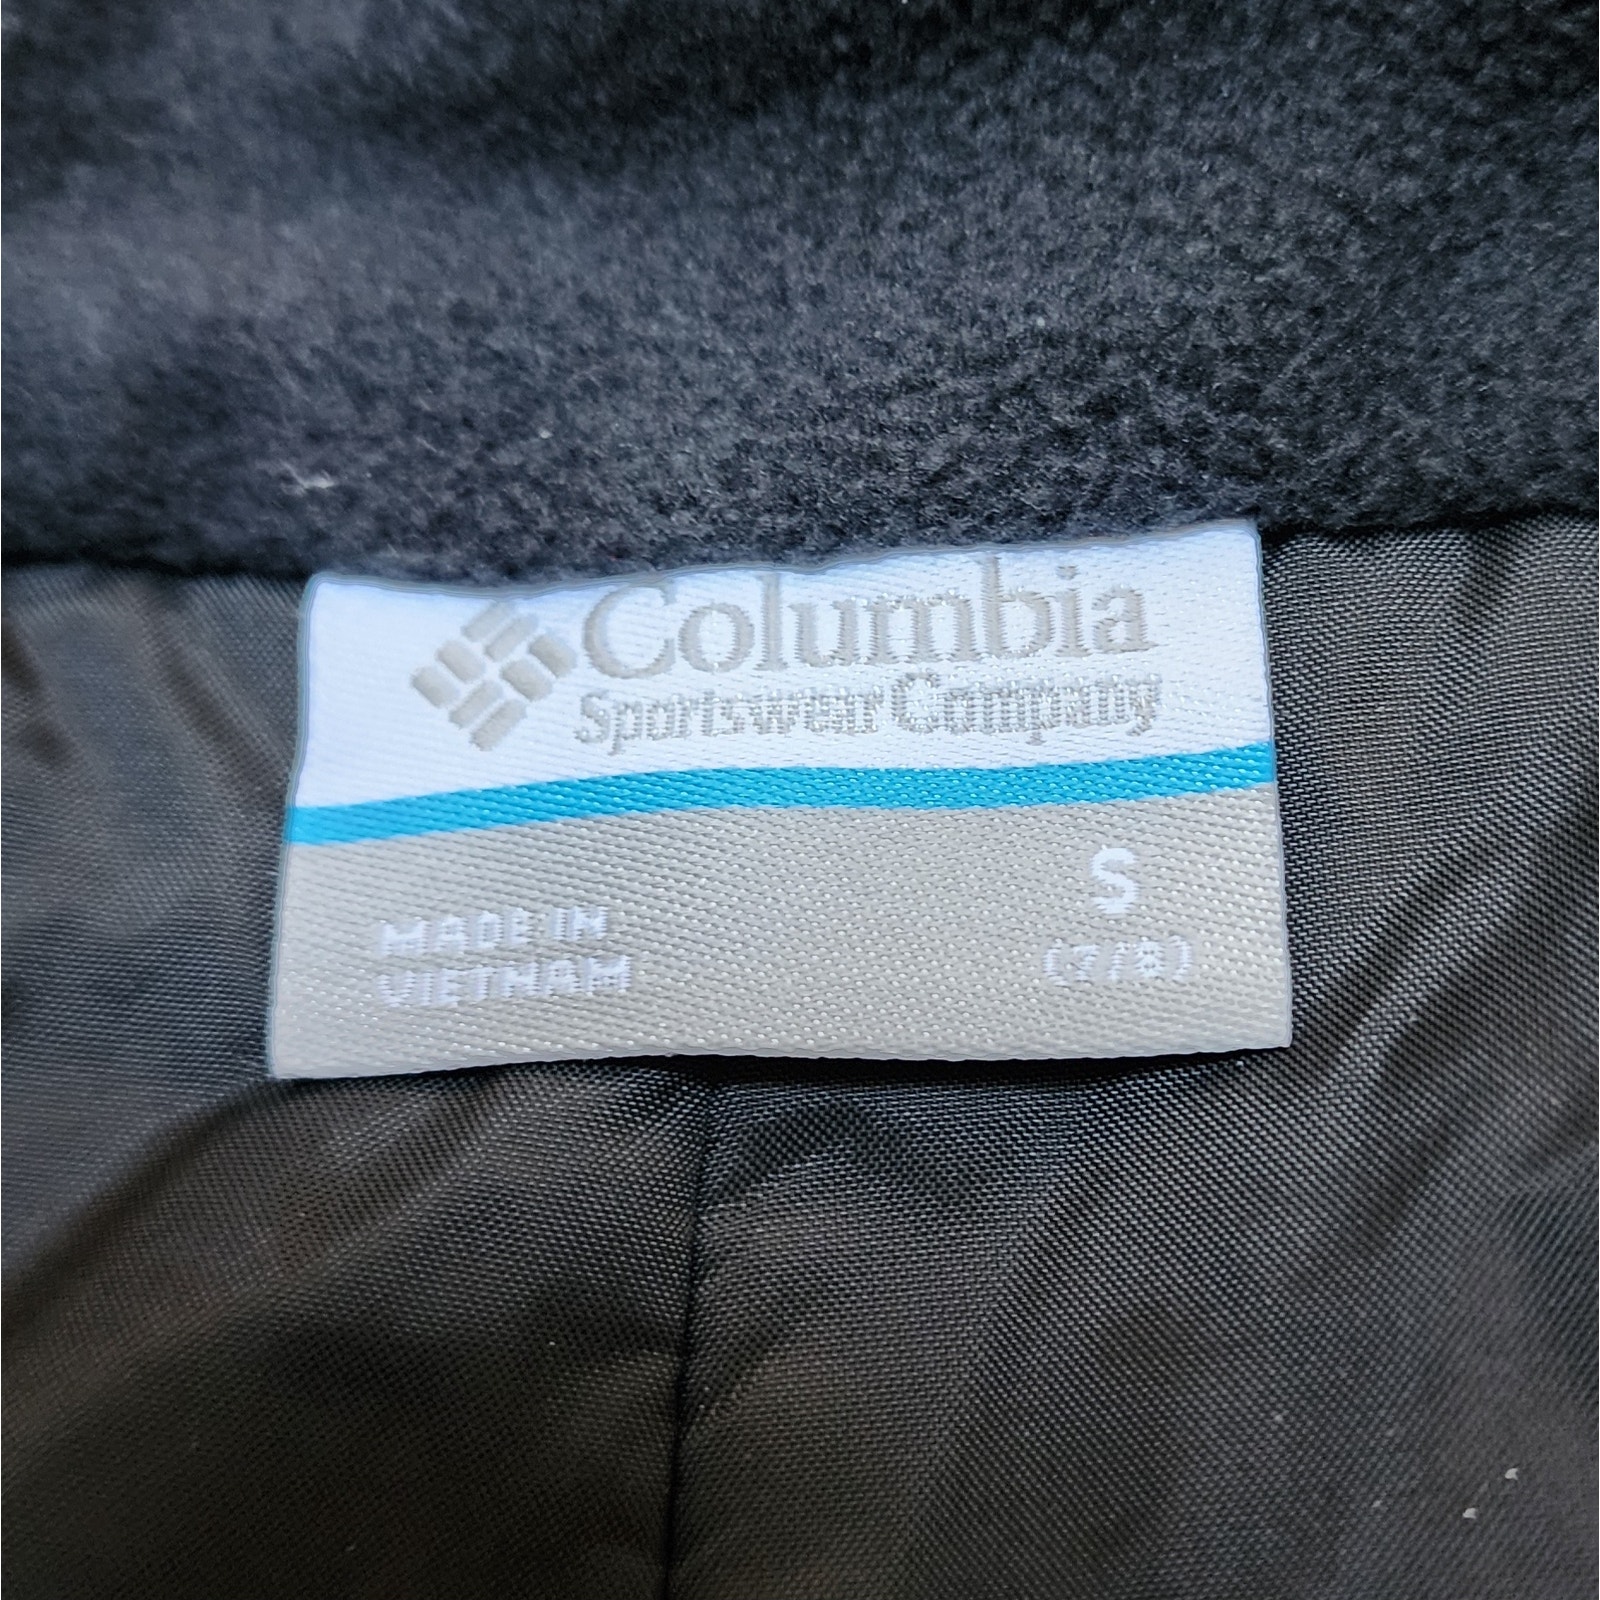 Columbia
Sportswear Company
S
MADE IN
VIETNAM
(7/8)